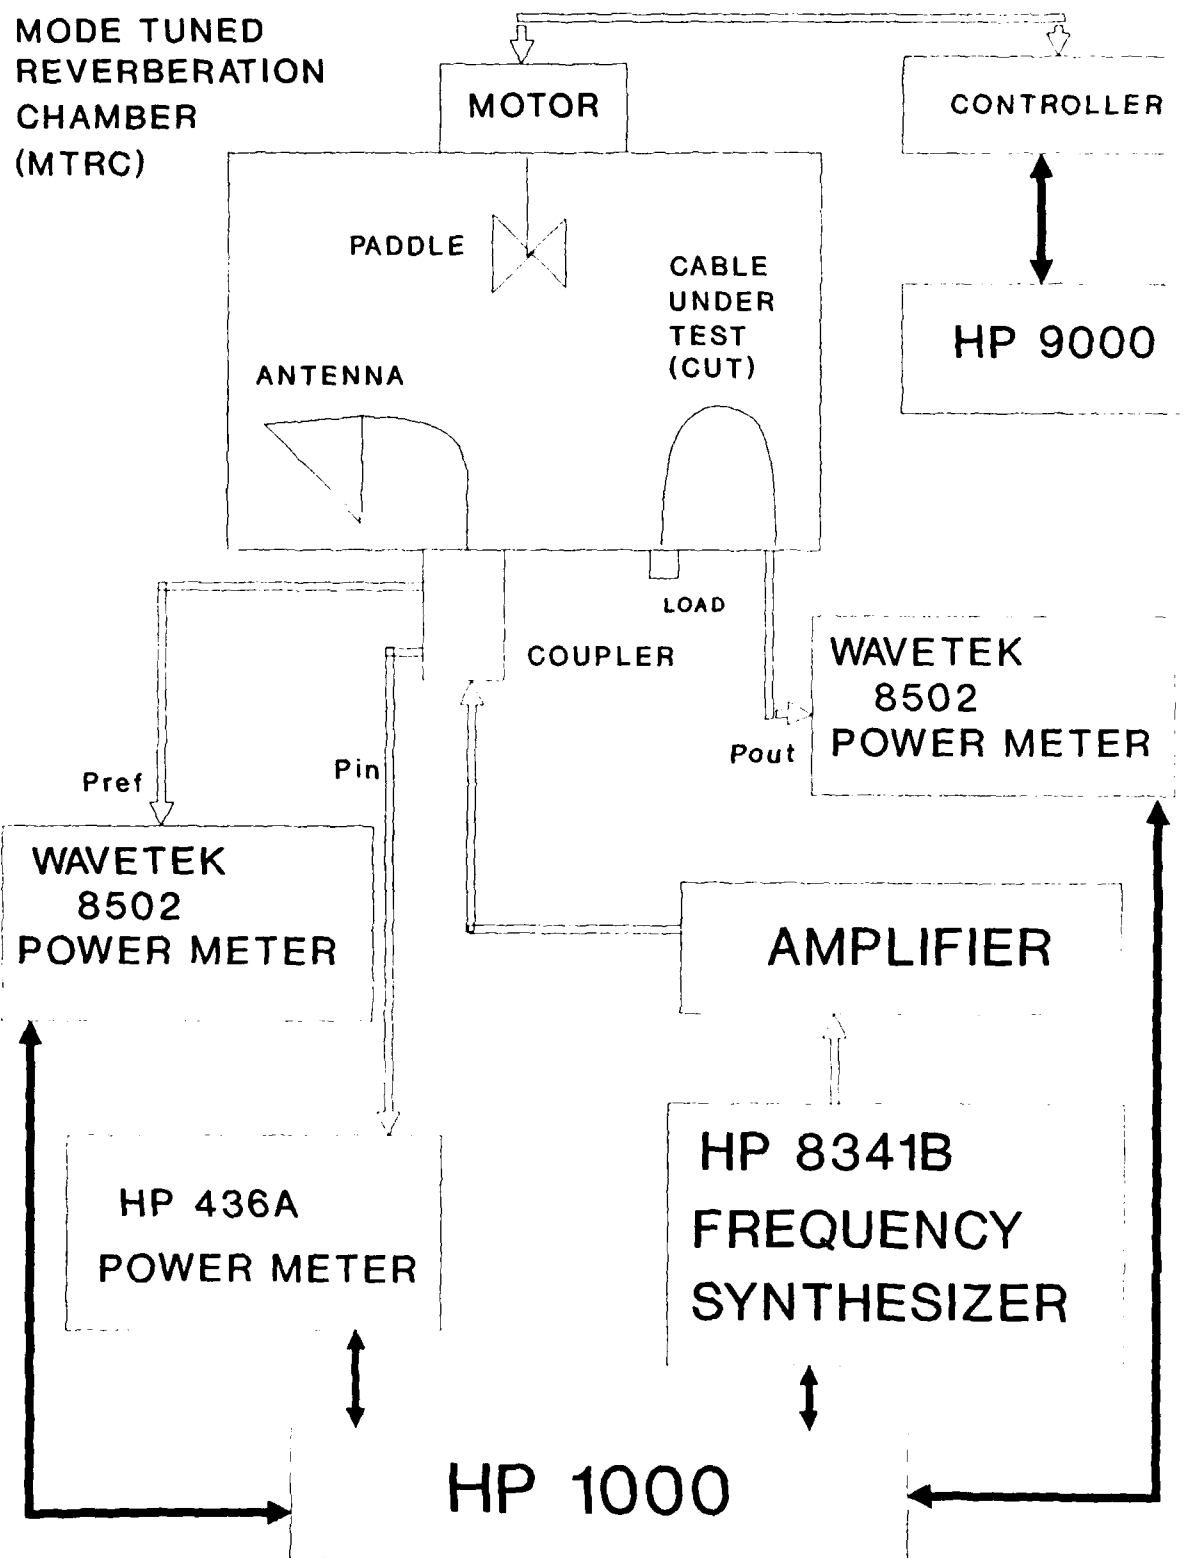 MODE TUNED
REVERBERATION
CHAMBER
(MTRC)
MOTOR
CONTROLLER
PADDLE
CABLE
UNDER
TEST
(CUT)
HP 9000
ANTENNA
LOAD
COUPLER
WAVETEK
8502
POWER METER
Pout
Pin
Pref
WAVETEK
8502
POWER METER
AMPLIFIER
HP 436A
POWER METER
HP 8341B
FREQUENCY
SYNTHESIZER
HP 1000